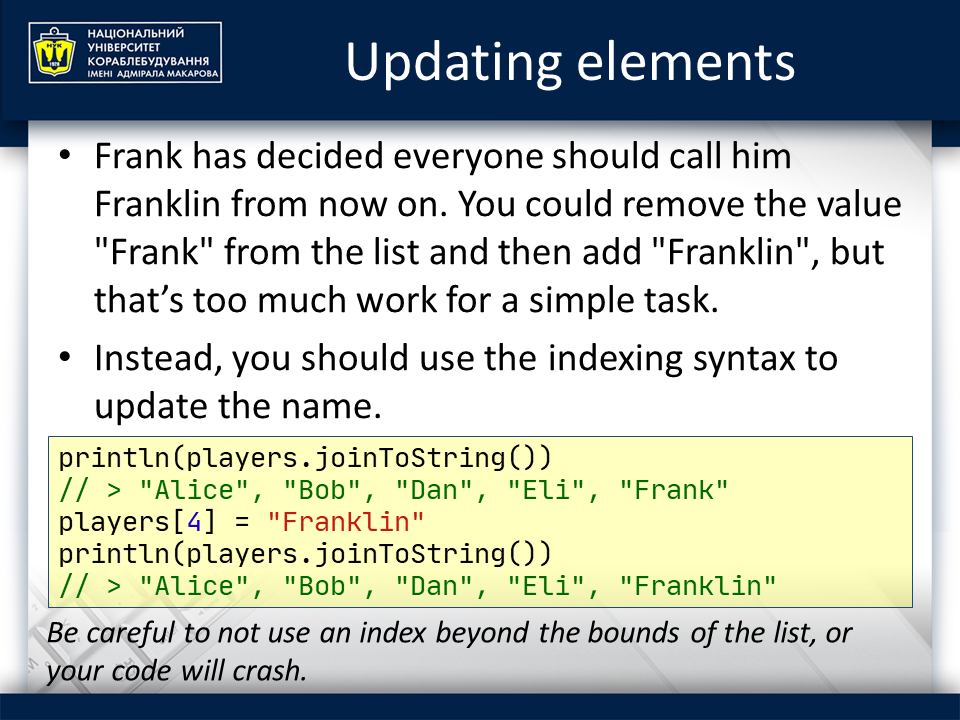 НАЦІОНАЛЬНИЙ
УНІВЕРСИТЕТ
КОРАБЛЕБУДУВАННЯ
ІМЕНІ АДМІРАЛА МАКАРОВА
НУК
1920
Updating elements
• Frank has decided everyone should call him
Franklin from now on. You could remove the value
"Frank" from the list and then add "Franklin", but
that’s too much work for a simple task.
• Instead, you should use the indexing syntax to
update the name.
println(players.joinToString())
// > "Alice", "Bob", "Dan", "Eli", "Frank"
players[4] = "Franklin"
println(players.joinToString())
// > "Alice", "Bob", "Dan", "Eli", "Franklin"
Be careful to not use an index beyond the bounds of the list, or
your code will crash.